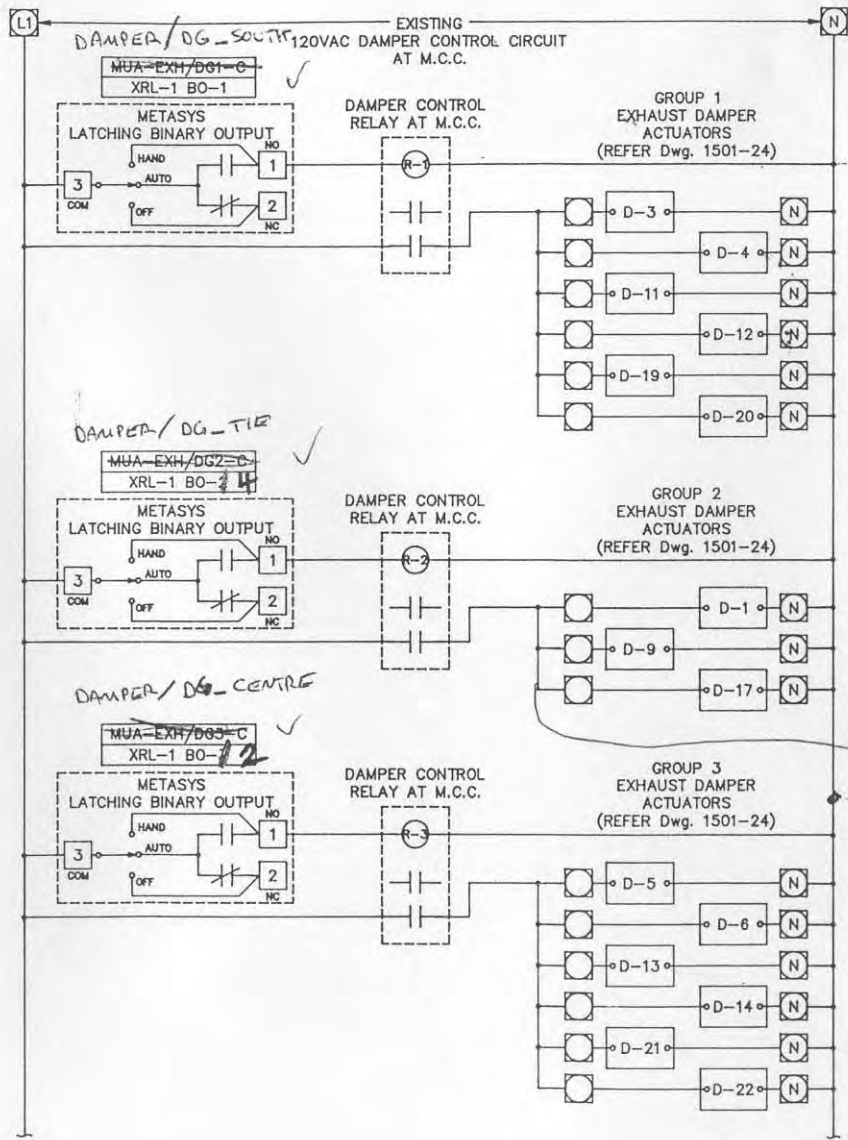 L1
EXISTING
N
DAMPER/DG_SOUTH
120VAC DAMPER CONTROL CIRCUIT
AT M.C.C.
MUA-EXH/DG1-C
XRL-1 BO-1
METASYS
LATCHING BINARY OUTPUT
HAND
AUTO
OFF
3
COM
NO
1
2
NC
DAMPER CONTROL
RELAY AT M.C.C.
R-1
GROUP 1
EXHAUST DAMPER
ACTUATORS
(REFER Dwg. 1501-24)
D-3 N
D-4 N
D-11 N
D-12 N
D-19 N
D-20 N
DAMPER/DG_TIE
MUA-EXH/DG2-C
XRL-1 BO-2 14
METASYS
LATCHING BINARY OUTPUT
HAND
AUTO
OFF
3
COM
NO
1
2
NC
DAMPER CONTROL
RELAY AT M.C.C.
R-2
GROUP 2
EXHAUST DAMPER
ACTUATORS
(REFER Dwg. 1501-24)
D-1 N
D-9 N
D-17 N
DAMPER/DG_CENTRE
MUA-EXH/DG3-C
XRL-1 BO- 2
METASYS
LATCHING BINARY OUTPUT
HAND
AUTO
OFF
3
COM
NO
1
2
NC
DAMPER CONTROL
RELAY AT M.C.C.
R-3
GROUP 3
EXHAUST DAMPER
ACTUATORS
(REFER Dwg. 1501-24)
D-5 N
D-6 N
D-13 N
D-14 N
D-21 N
D-22 N